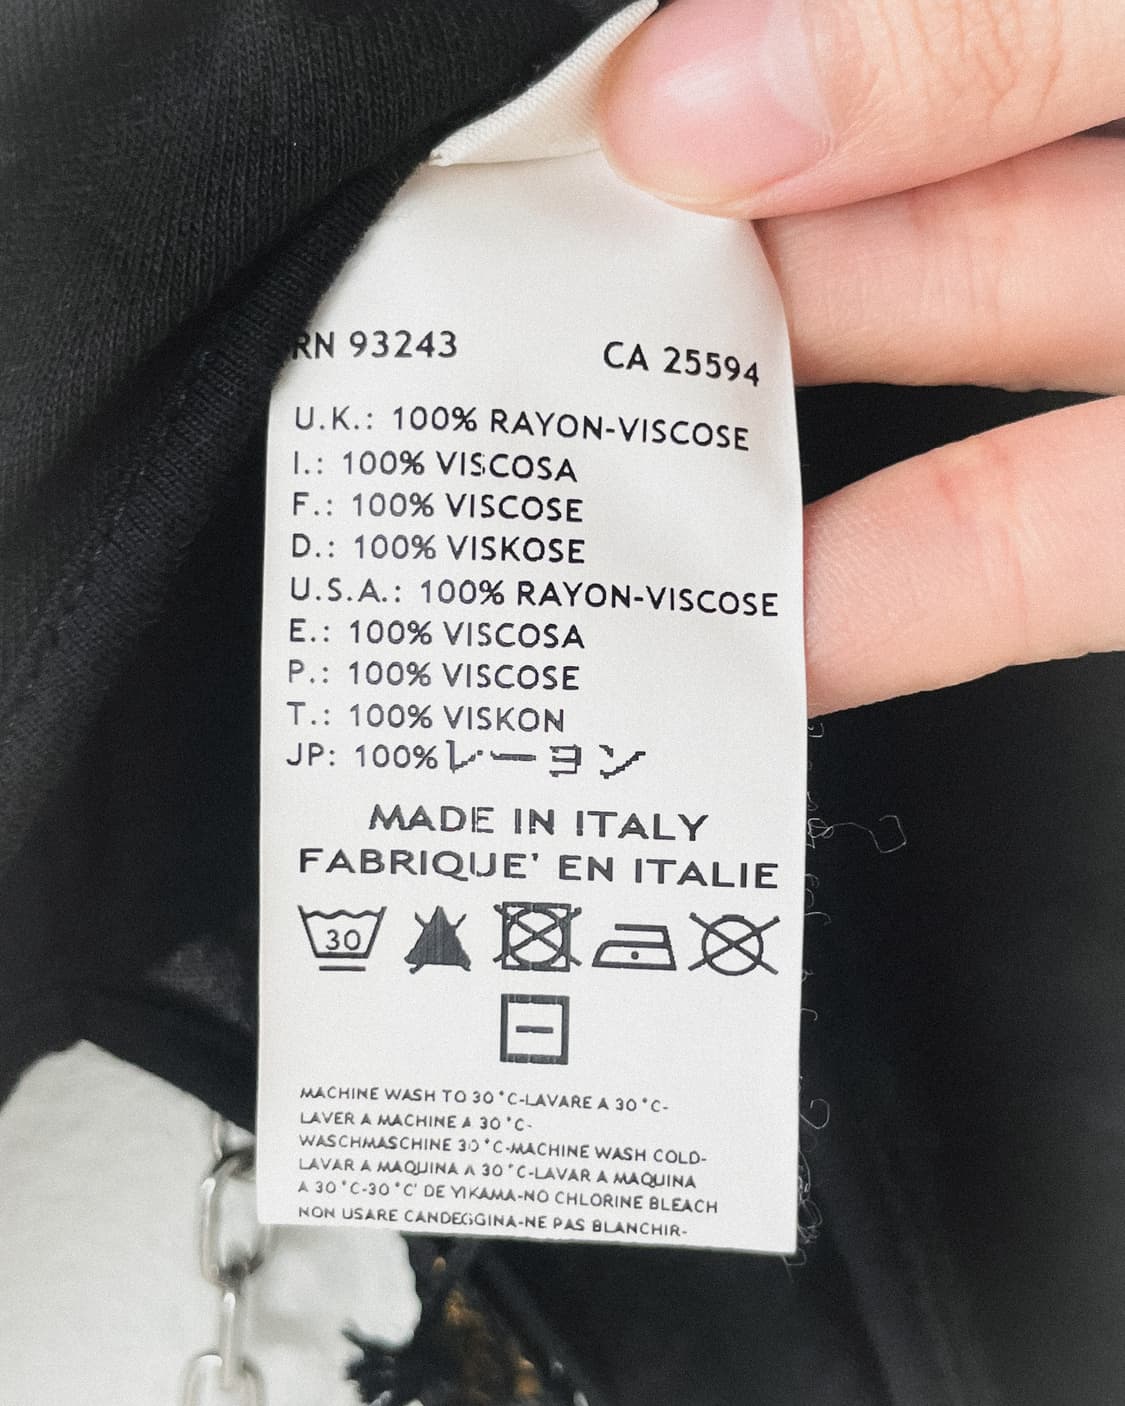 RN 93243 CA 25594
U.K.: 100% RAYON-VISCOSE
I.: 100% VISCOSA
F.: 100% VISCOSE
D.: 100% VISKOSE
U.S.A.: 100% RAYON-VISCOSE
E.: 100% VISCOSA
P.: 100% VISCOSE
T.: 100% VISKON
JP: 100%レーヨン
MADE IN ITALY
FABRIQUE' EN ITALIE
30
MACHINE WASH TO 30°C-LAVARE A 30°C-
LAVER A MACHINE A 30°C-
WASCHMASCHINE 30°C-MACHINE WASH COLD-
LAVAR A MAQUINA A 30°C-LAVAR A MAQUINA
A 30°C-30°C' DE YIKAMA-NO CHLORINE BLEACH
NON USARE CANDEGGINA-NE PAS BLANCHIR-